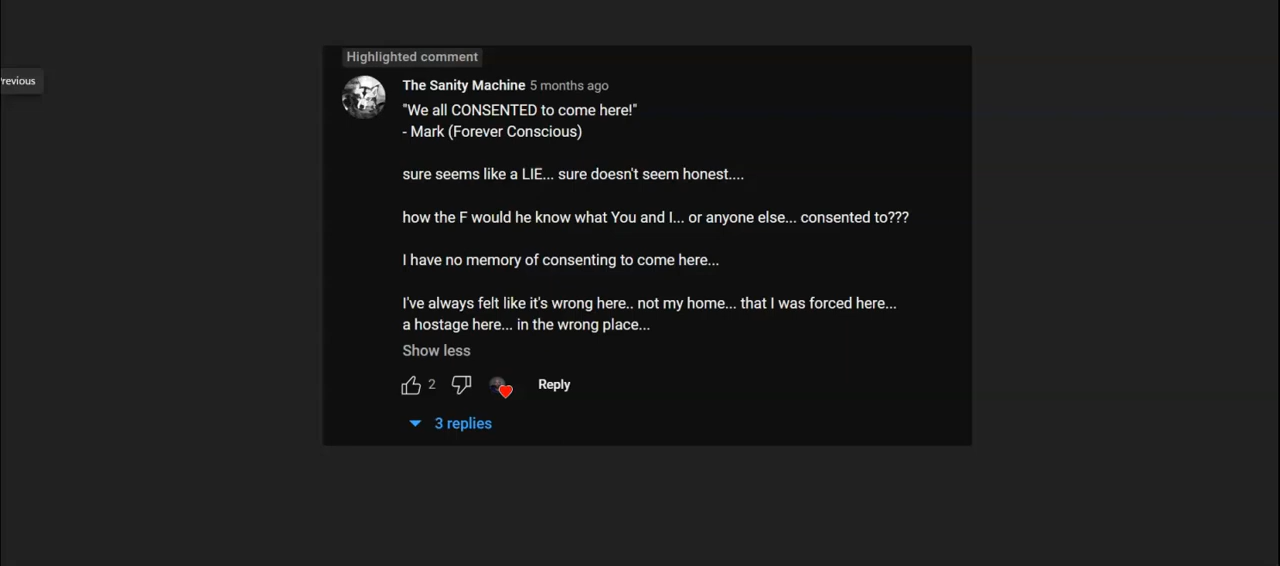 Highlighted comment
Previous
The Sanity Machine 5 months ago
"We all CONSENTED to come here!"
- Mark (Forever Conscious)
sure seems like a LIE... sure doesn't seem honest....
how the F would he know what You and I... or anyone else... consented to???
I have no memory of consenting to come here...
I've always felt like it's wrong here.. not my home... that I was forced here...
a hostage here... in the wrong place...
Show less
2 Reply
3 replies